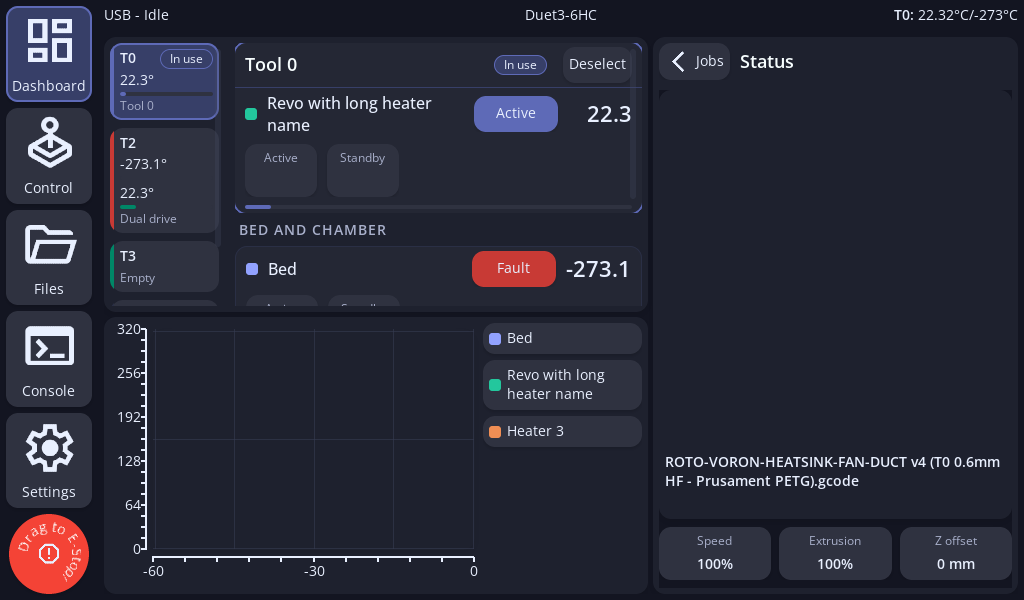 USB - Idle
Duet3-6HC
T0: 22.32°C/-273°C
Dashboard
Control
Files
Console
Settings
Drag to E-Stop!
T0
In use
22.3°
Tool 0
T2
-273.1°
22.3°
Dual drive
T3
Empty
Tool 0
In use
Deselect
Revo with long heater
name
Active
22.3
Active
Standby
BED AND CHAMBER
Bed
Fault
-273.1
320
256
192
128
64
0
-60
-30
0
Bed
Revo with long
heater name
Heater 3
Jobs
Status
ROTO-VORON-HEATSINK-FAN-DUCT v4 (T0 0.6mm
HF - Prusament PETG).gcode
Speed
100%
Extrusion
100%
Z offset
0 mm